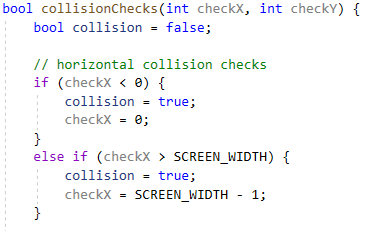 bool collisionChecks(int checkX, int checkY) {
    bool collision = false;

    // horizontal collision checks
    if (checkX < 0) {
        collision = true;
        checkX = 0;
    }
    else if (checkX > SCREEN_WIDTH) {
        collision = true;
        checkX = SCREEN_WIDTH - 1;
    }